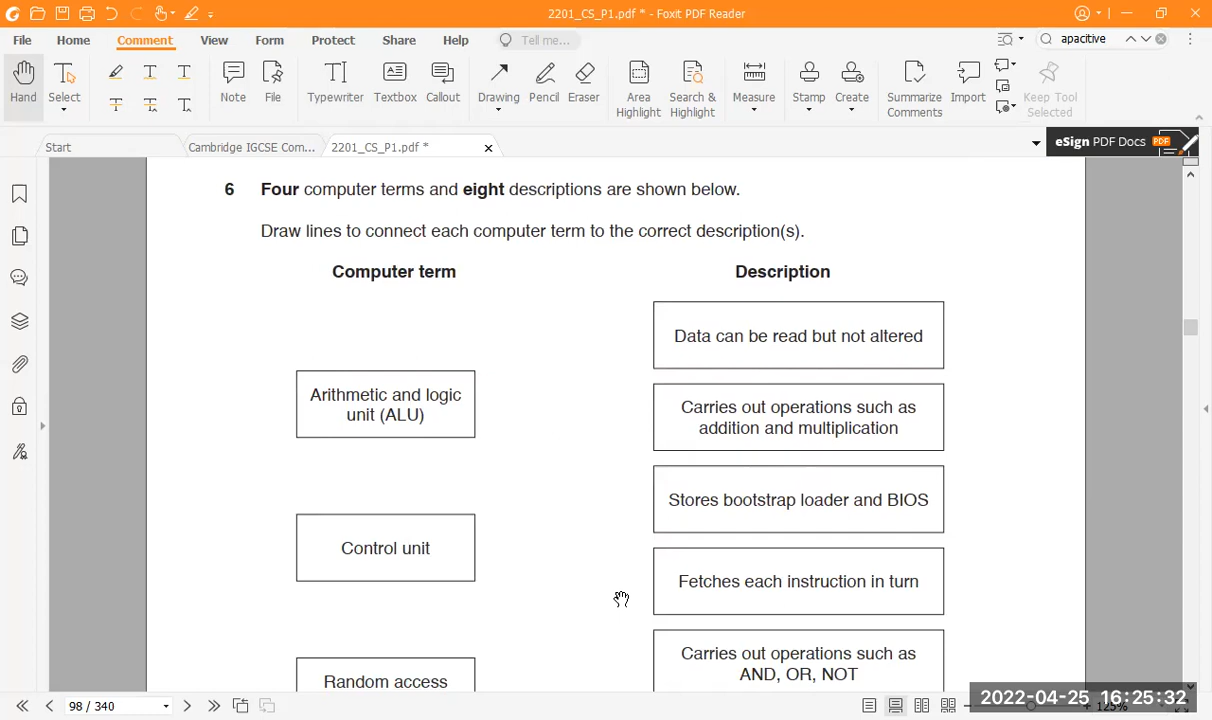 2201_CS_P1.pdf * - Foxit PDF Reader
File Home Comment View Form Protect Share Help Tell me... apacitive
Hand Select Note File Typewriter Textbox Callout Drawing Pencil Eraser Area Highlight Search & Highlight Measure Stamp Create Summarize Comments Import Keep Tool Selected
Start Cambridge IGCSE Com... 2201_CS_P1.pdf * eSign PDF Docs PDF
6 Four computer terms and eight descriptions are shown below.
Draw lines to connect each computer term to the correct description(s).
Computer term Description
Data can be read but not altered
Arithmetic and logic
unit (ALU)
Carries out operations such as
addition and multiplication
Stores bootstrap loader and BIOS
Control unit
Fetches each instruction in turn
Carries out operations such as
AND, OR, NOT
Random access
98 / 340
2022-04-25 16:25:32